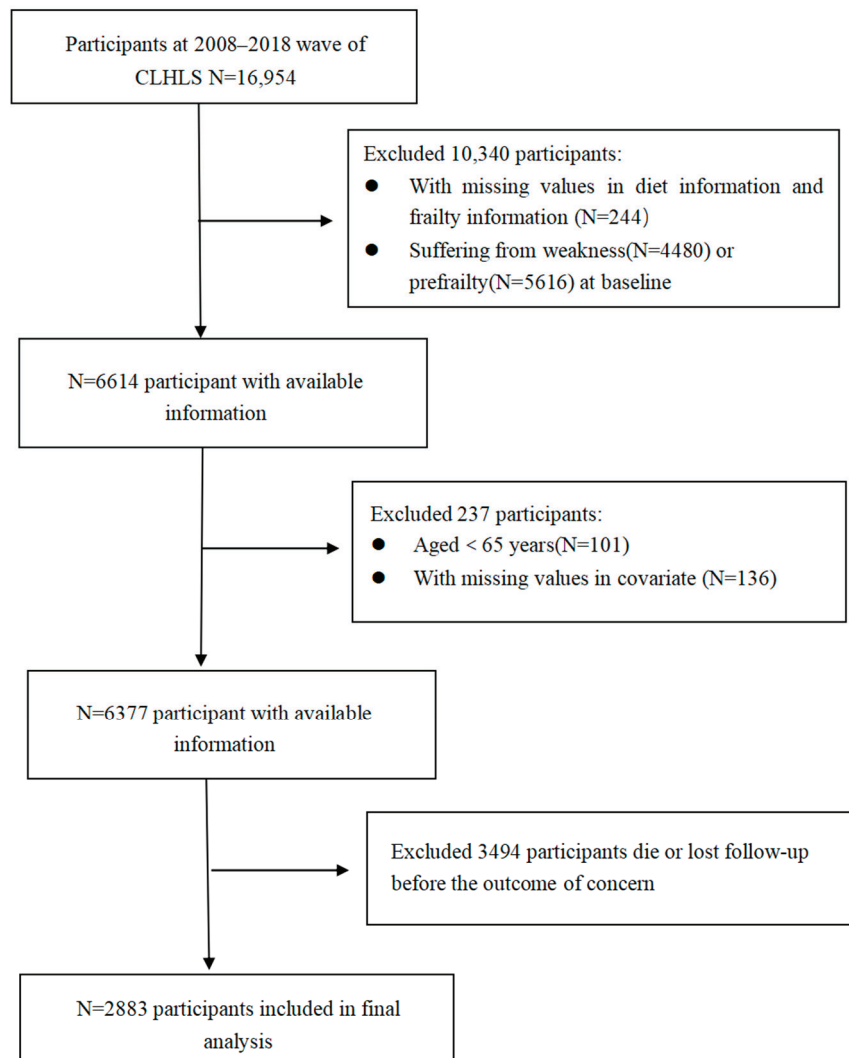 Participants at 2008–2018 wave of
CLHLS N=16,954
Excluded 10,340 participants:
● With missing values in diet information and
frailty information (N=244)
● Suffering from weakness(N=4480) or
prefrailty(N=5616) at baseline
N=6614 participant with available
information
Excluded 237 participants:
● Aged < 65 years(N=101)
● With missing values in covariate (N=136)
N=6377 participant with available
information
Excluded 3494 participants die or lost follow-up
before the outcome of concern
N=2883 participants included in final
analysis